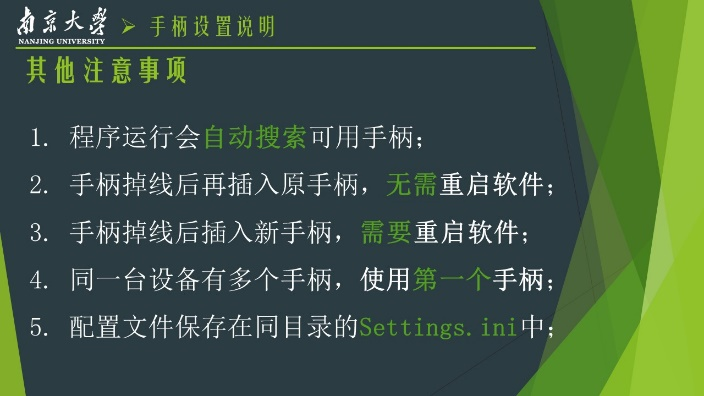 南京大学
NANJING UNIVERSITY
手柄设置说明
其他注意事项
1. 程序运行会自动搜索可用手柄;
2. 手柄掉线后再插入原手柄，无需重启软件;
3. 手柄掉线后插入新手柄，需要重启软件;
4. 同一台设备有多个手柄，使用第一个手柄;
5. 配置文件保存在同目录的Settings.ini中;